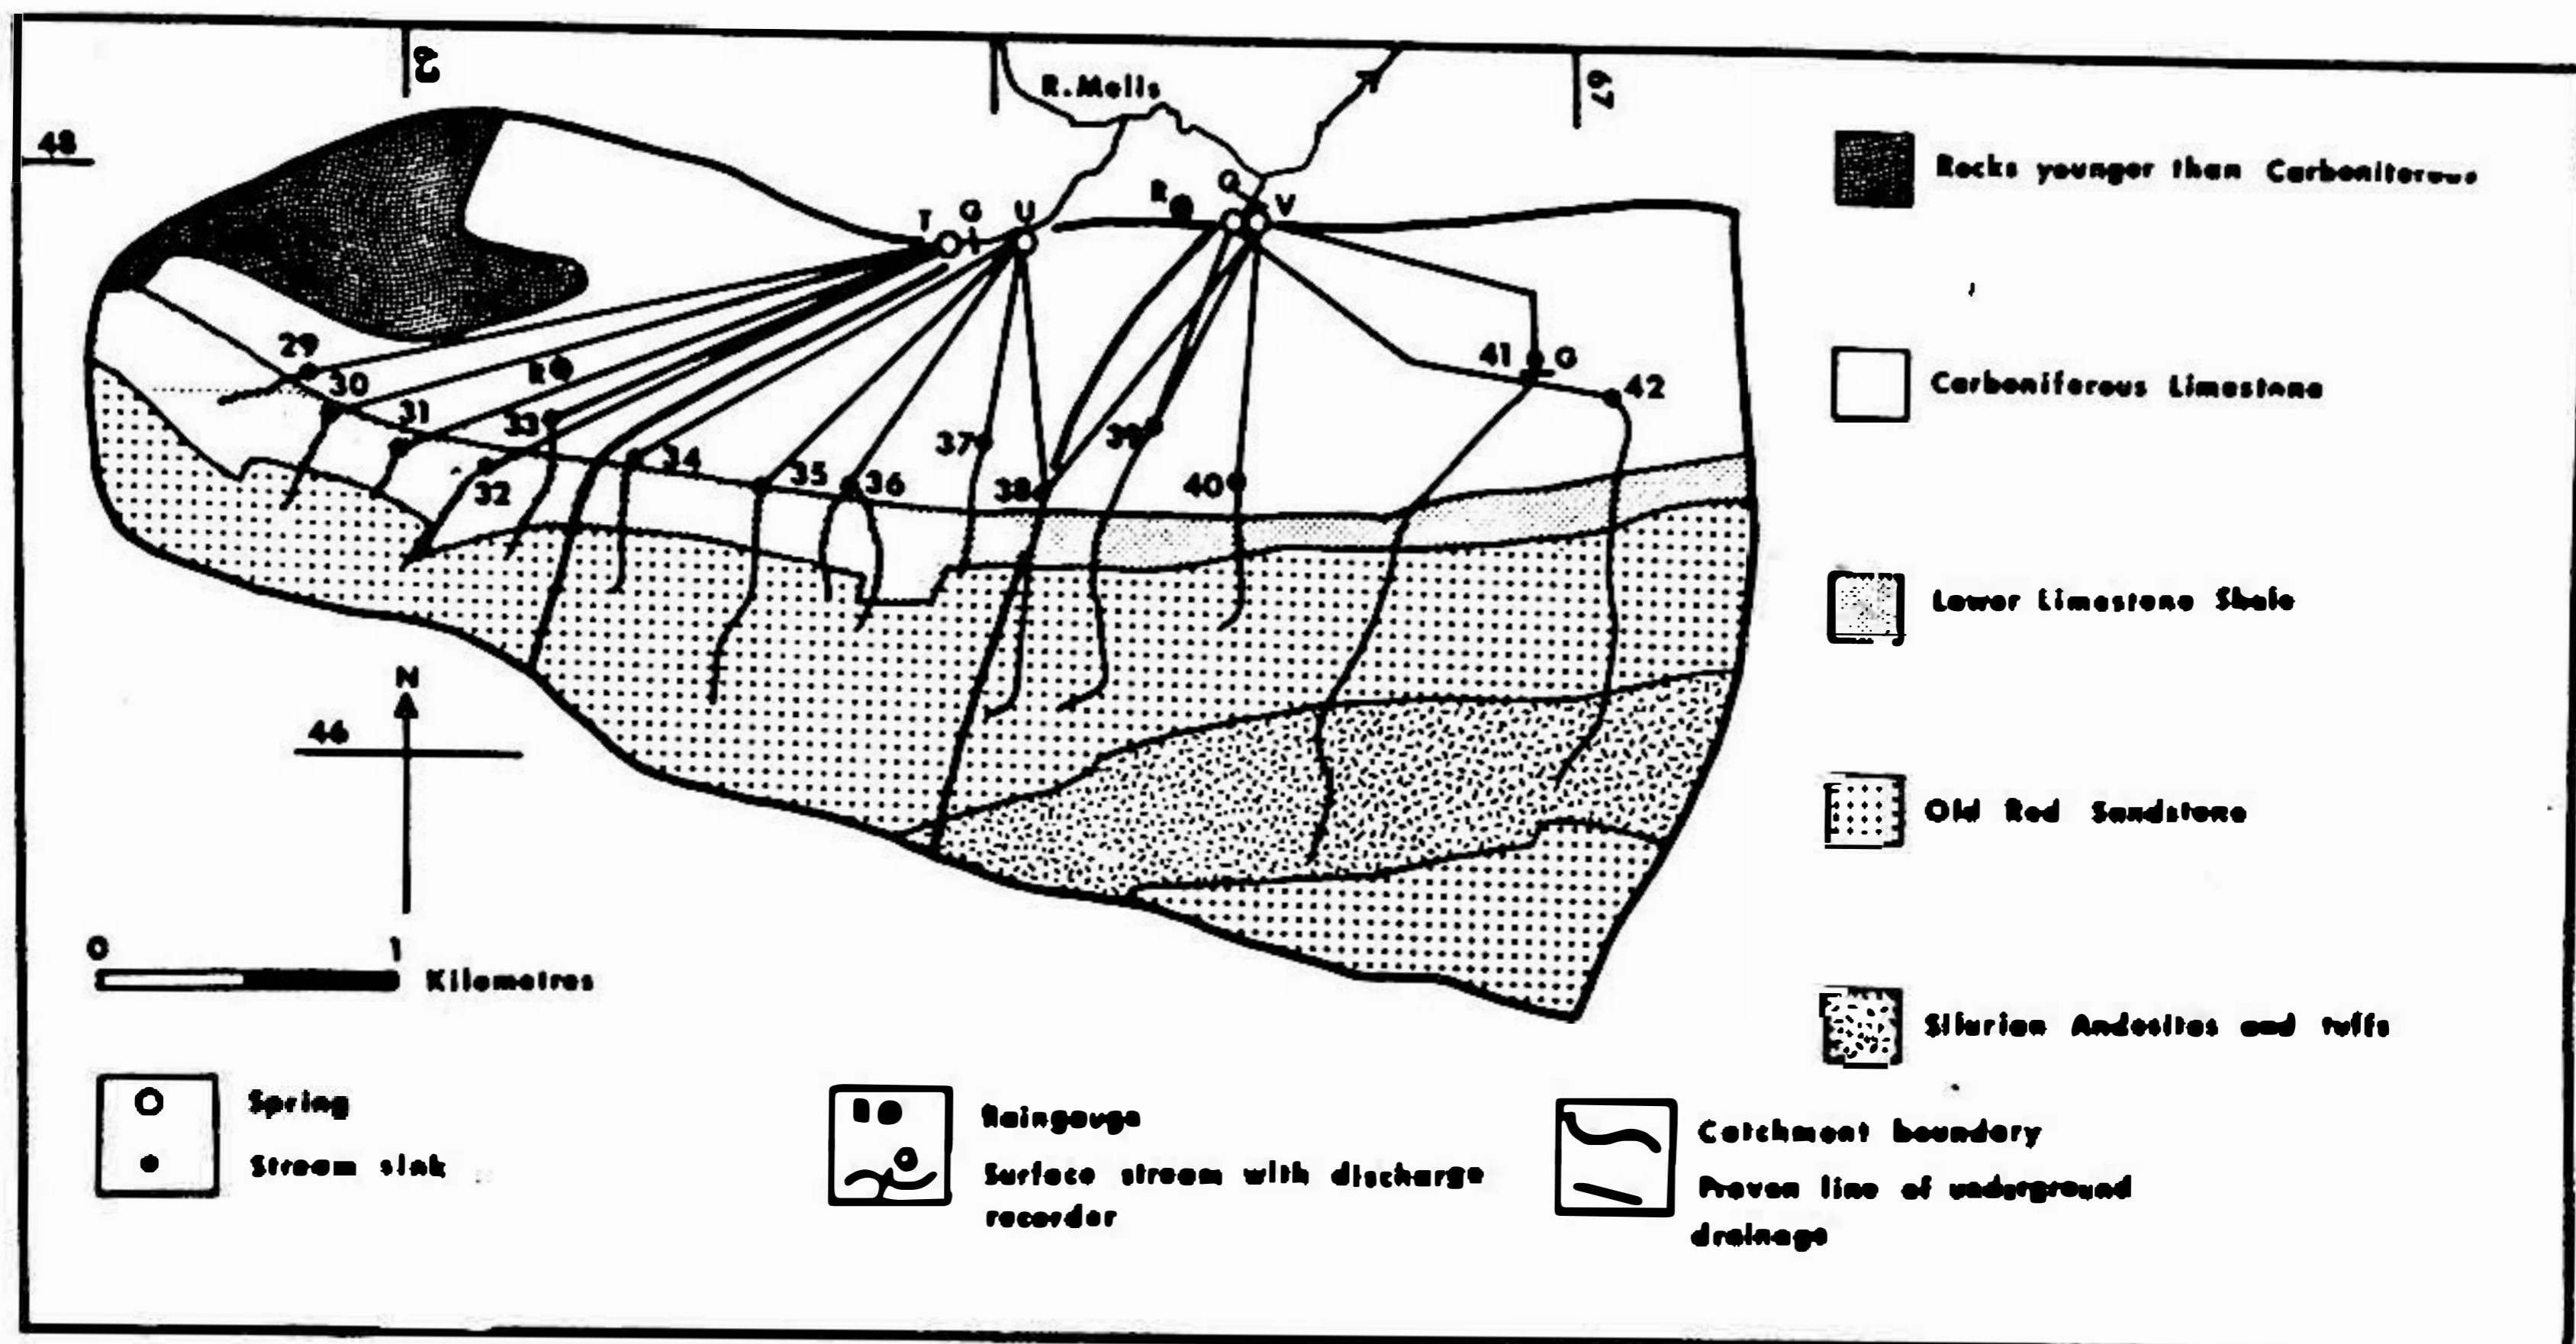 63
67
R.Mells
48
T G U
R
G V
29
30
31
R
33
32
34
35
36
37
38
39
40
41 G
42
N
46
0 1
Kilometres
Rocks younger than Carboniferous
Carboniferous Limestone
Lower Limestone Shale
Old Red Sandstone
Silurian Andesites and tuffs
Spring
Stream sink
Raingauge
Surface stream with discharge
recorder
Catchment boundary
Proven line of underground
drainage